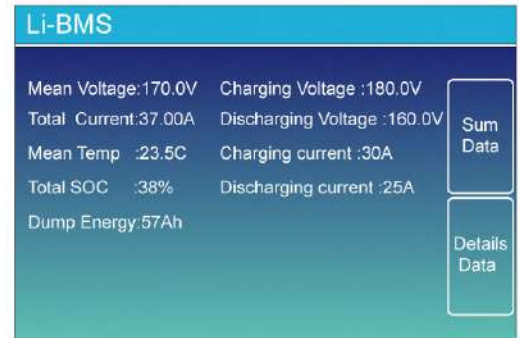 Li-BMS
Mean Voltage:170.0V
Total Current:37.00A
Mean Temp :23.5C
Total SOC :38%
Dump Energy:57Ah
Charging Voltage :180.0V
Discharging Voltage :160.0V
Charging current :30A
Discharging current :25A
Sum
Data
Details
Data